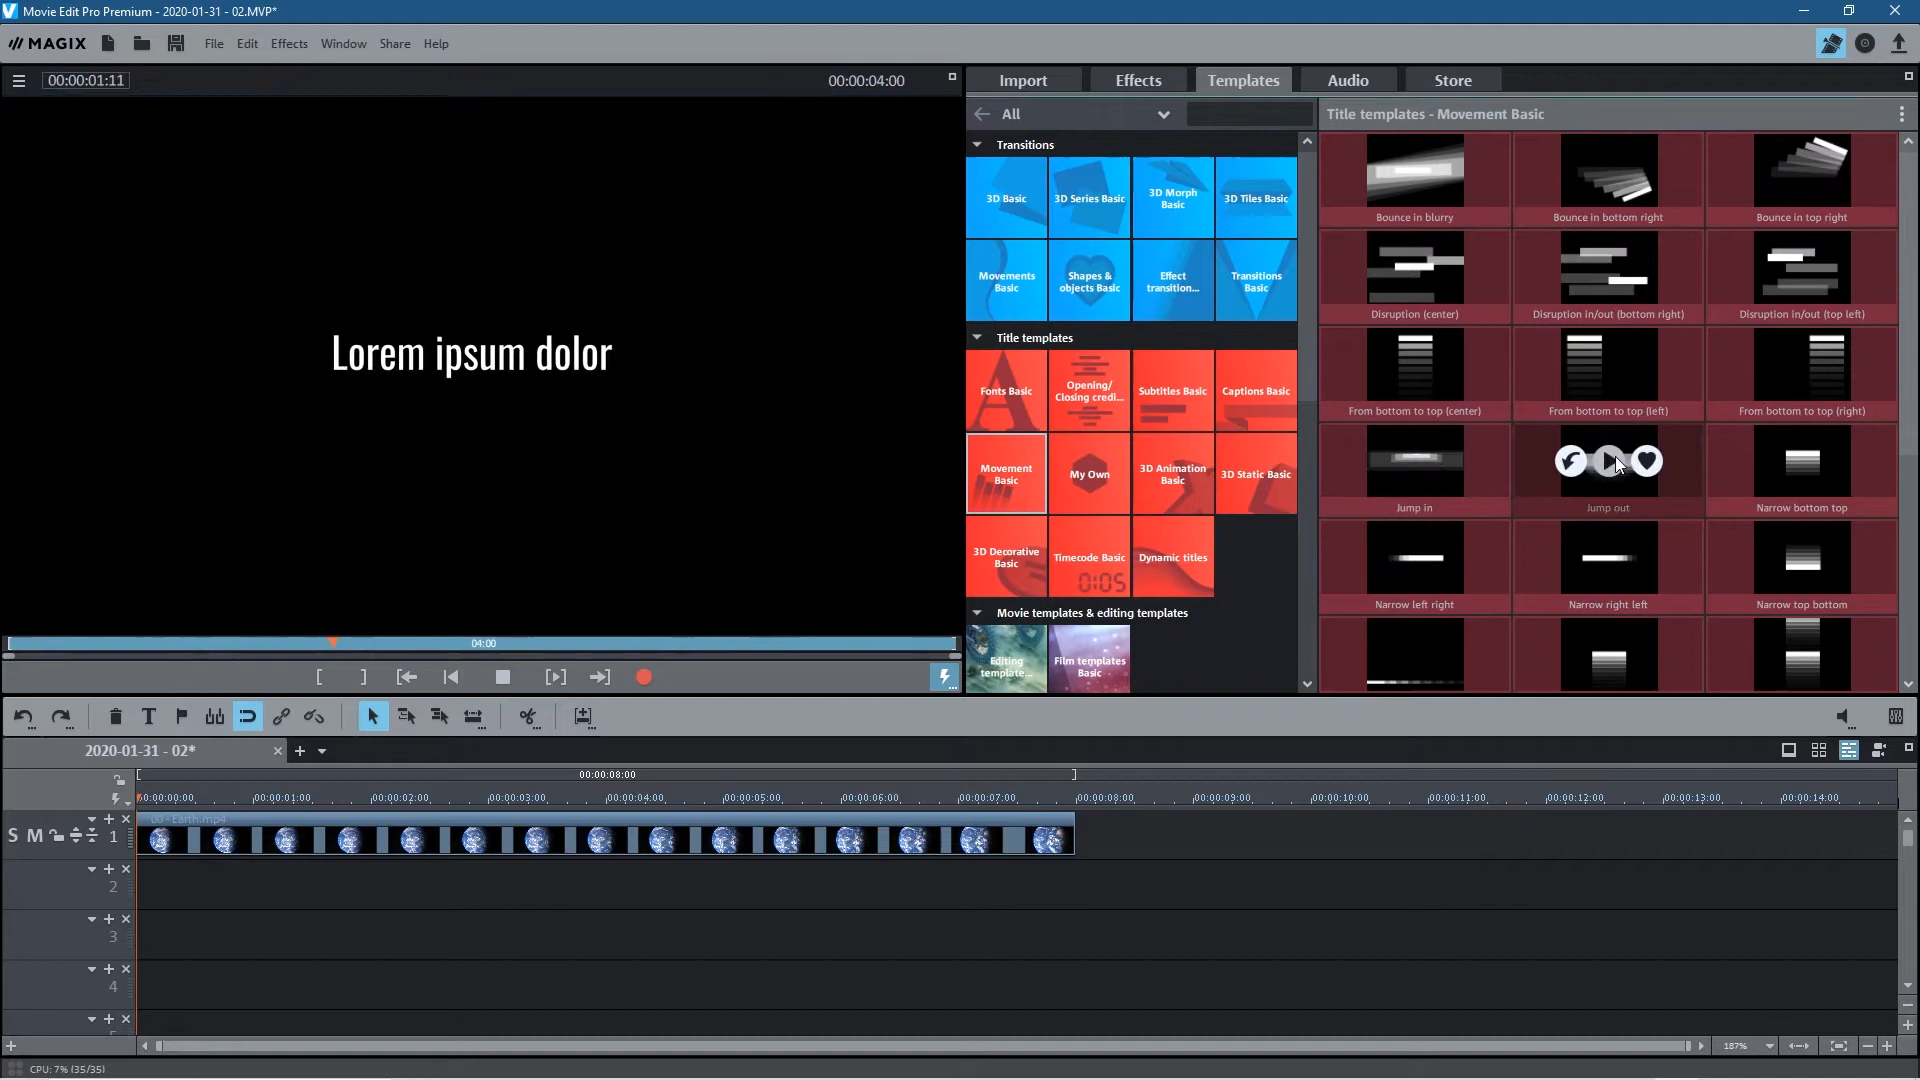 Movie Edit Pro Premium - 2020-01-31 - 02.MVP*
MAGIX File Edit Effects Window Share Help
00:00:01:11 00:00:04:00
Import Effects Templates Audio Store
All
Title templates - Movement Basic
Transitions
3D Basic
3D Series Basic
3D Morph
Basic
3D Tiles Basic
Movements
Basic
Shapes &
objects Basic
Effect
transition...
Transitions
Basic
Title templates
Fonts Basic
Opening/
Closing credi...
Subtitles Basic
Captions Basic
Movement
Basic
My Own
3D Animation
Basic
3D Static Basic
3D Decorative
Basic
Timecode Basic
0:05
Dynamic titles
Movie templates & editing templates
Editing
template...
Film templates
Basic
Bounce in blurry
Bounce in bottom right
Bounce in top right
Disruption (center)
Disruption in/out (bottom right)
Disruption in/out (top left)
From bottom to top (center)
From bottom to top (left)
From bottom to top (right)
Jump in
Jump out
Narrow bottom top
Narrow left right
Narrow right left
Narrow top bottom
Lorem ipsum dolor
04:00
2020-01-31 - 02*
00:00:08:00
00:00:00:00 00:00:01:00 00:00:02:00 00:00:03:00 00:00:04:00 00:00:05:00 00:00:06:00 00:00:07:00 00:00:08:00 00:00:09:00 00:00:10:00 00:00:11:00 00:00:12:00 00:00:13:00 00:00:14:00
00 - Earth.mp4
S M 1
2
3
4
187%
CPU: 7% (35/35)